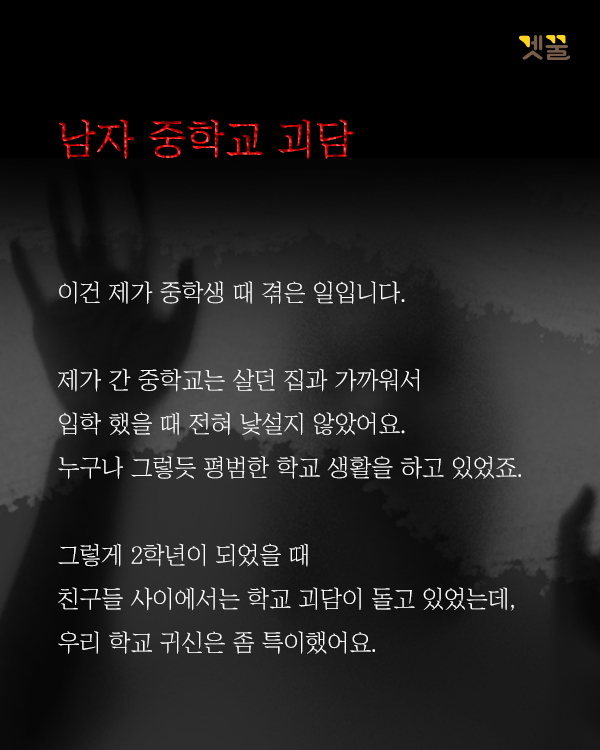 겟꿀
남자 중학교 괴담
이건 제가 중학생 때 겪은 일입니다.
제가 간 중학교는 살던 집과 가까워서
입학 했을 때 전혀 낯설지 않았어요.
누구나 그렇듯 평범한 학교 생활을 하고 있었죠.
그렇게 2학년이 되었을 때
친구들 사이에서는 학교 괴담이 돌고 있었는데,
우리 학교 귀신은 좀 특이했어요.